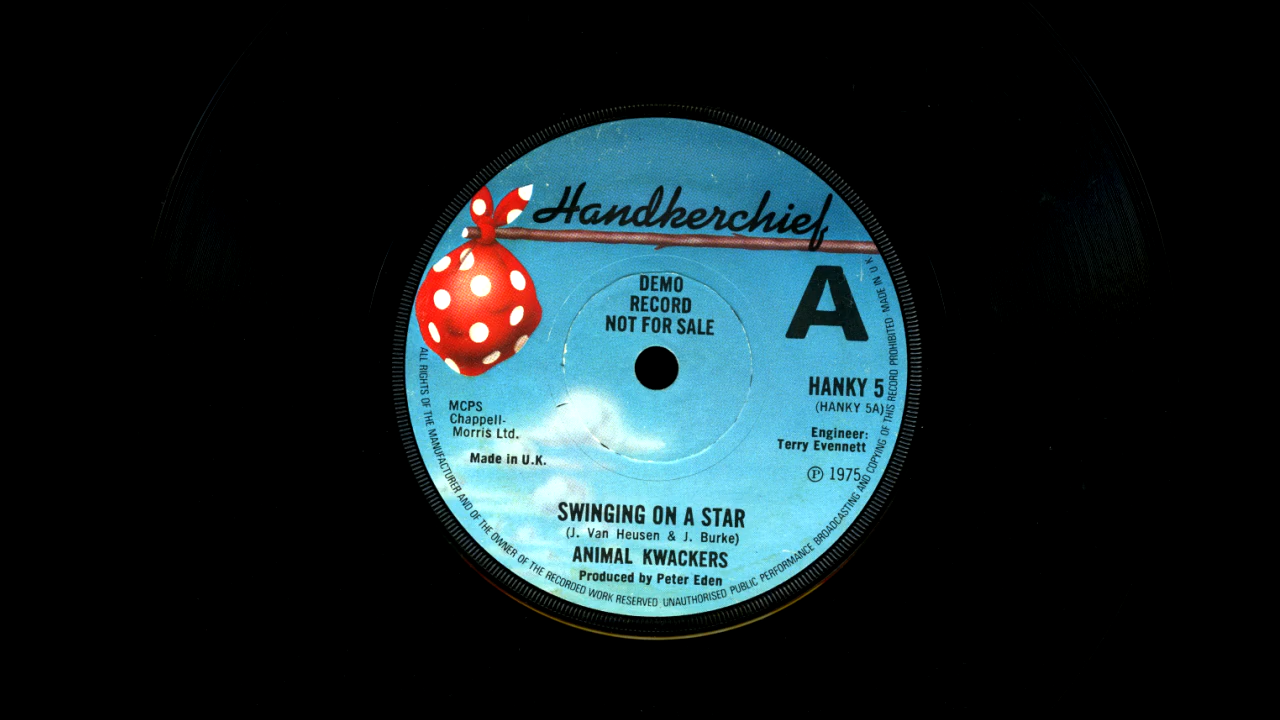 Handkerchief
DEMO
RECORD
NOT FOR SALE
A
HANKY 5
(HANKY 5A)
MCPS
Chappell-
Morris Ltd.
Made in U.K.
Engineer:
Terry Evennett
Ⓟ 1975
SWINGING ON A STAR
(J. Van Heusen & J. Burke)
ANIMAL KWACKERS
Produced by Peter Eden
ALL RIGHTS OF THE MANUFACTURER AND OF THE OWNER OF THE RECORDED WORK RESERVED UNAUTHORISED PUBLIC PERFORMANCE BROADCASTING AND COPYING OF THIS RECORD PROHIBITED MADE IN U K